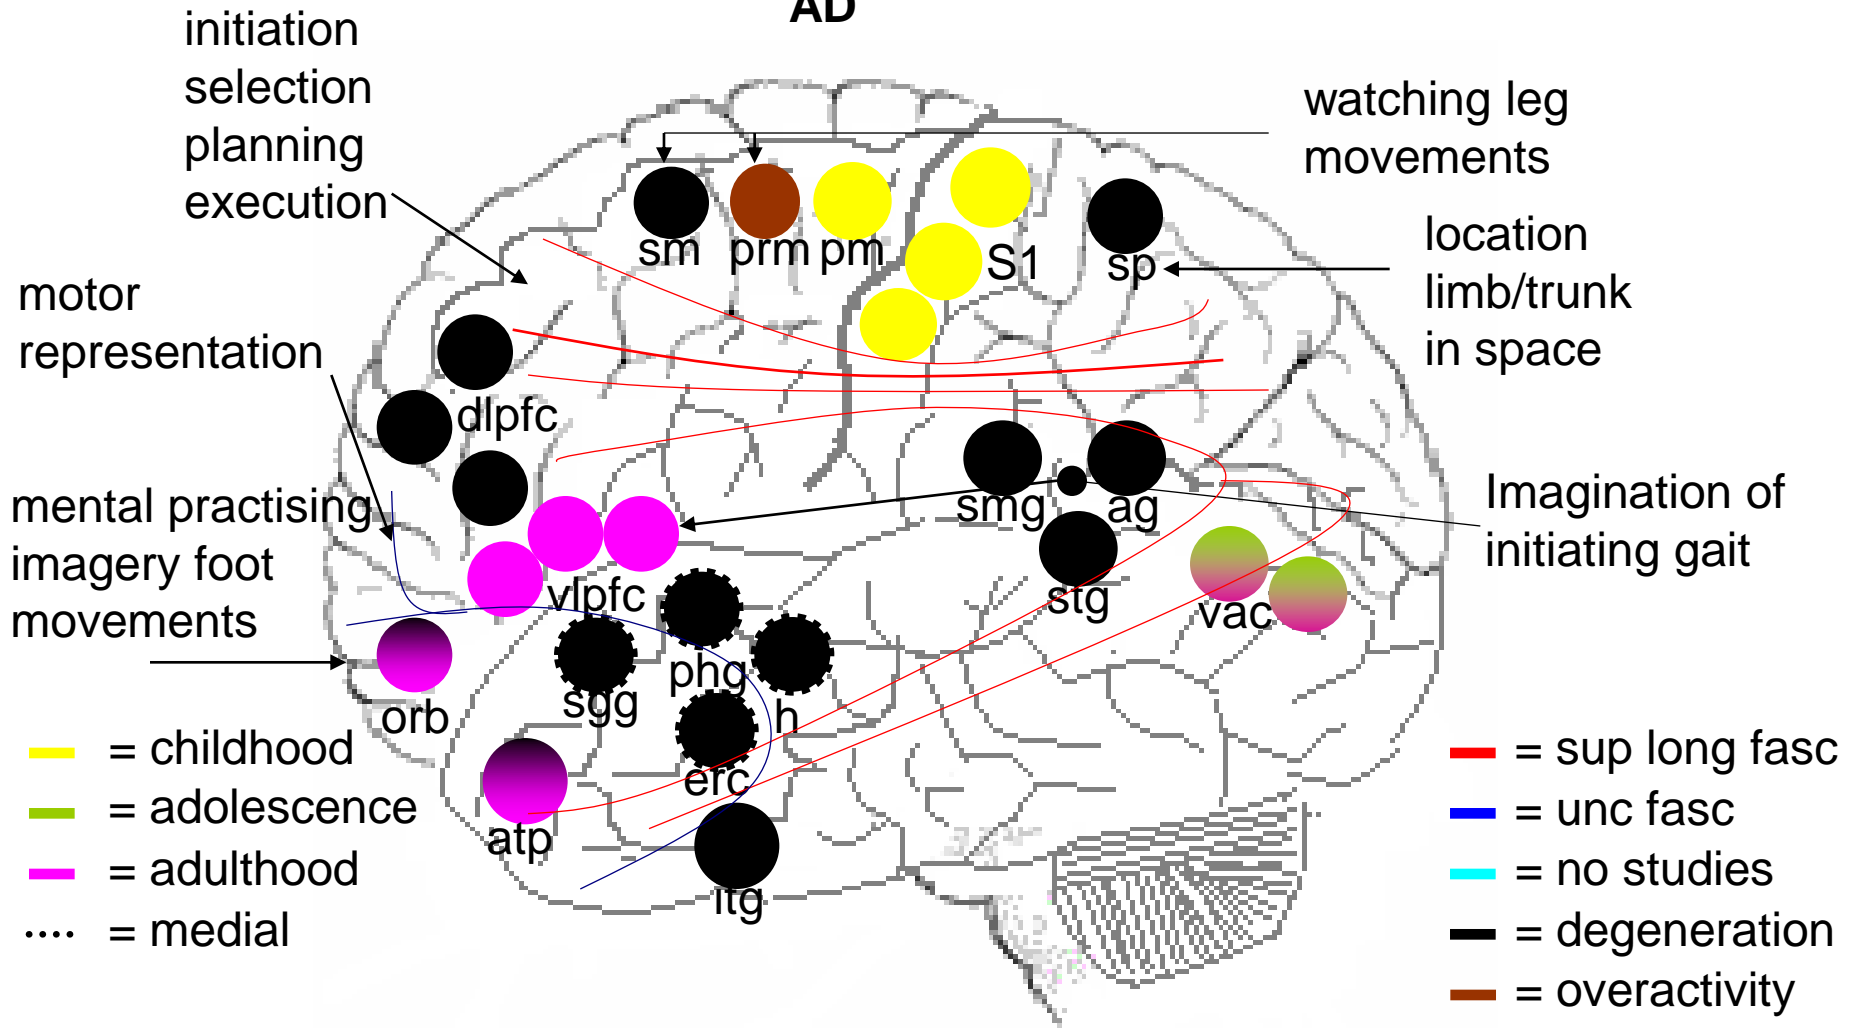 AD
initiation
selection
planning
execution
watching leg
movements
location
limb/trunk
in space
motor
representation
mental practising
imagery foot
movements
Imagination of
initiating gait
sm
prm
pm
S1
sp
dlpfc
smg
ag
stg
vac
vlpfc
phg
sgg
h
orb
erc
atp
itg
= childhood
= adolescence
= adulthood
= medial
= sup long fasc
= unc fasc
= no studies
= degeneration
= overactivity